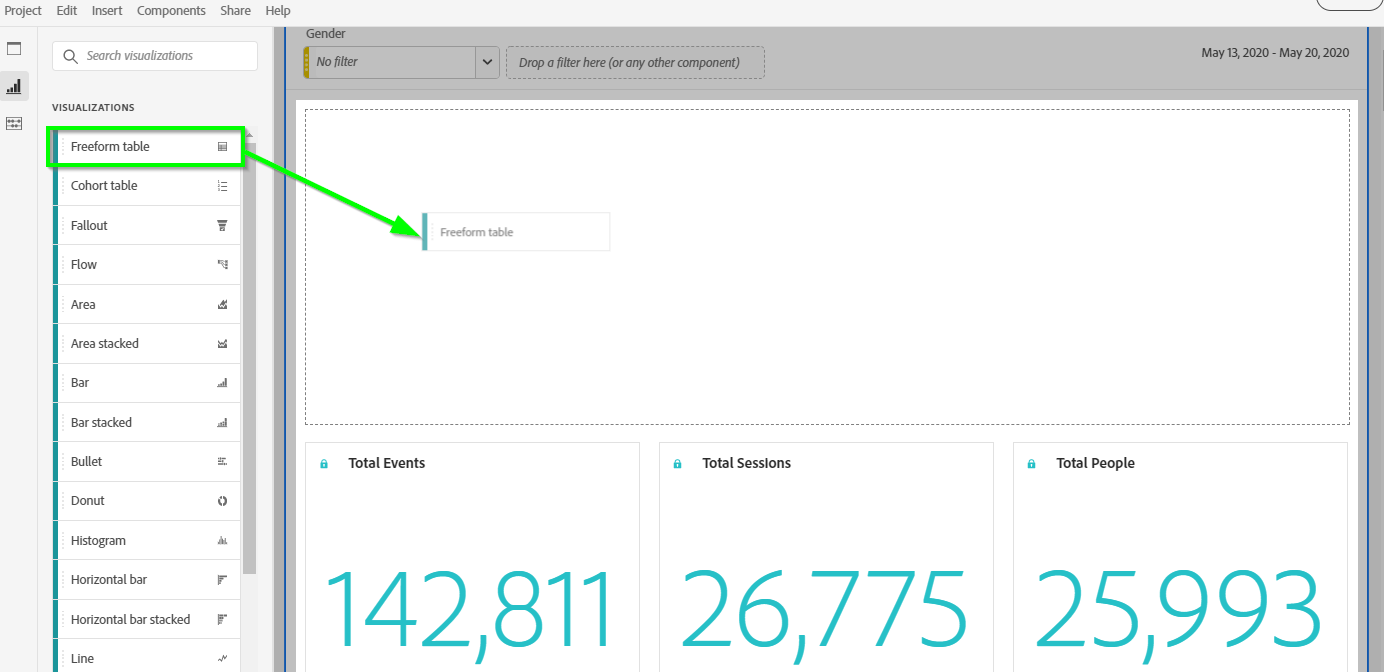 Project Edit Insert Components Share Help
Search visualizations
VISUALIZATIONS
Freeform table
Cohort table
Fallout
Flow
Area
Area stacked
Bar
Bar stacked
Bullet
Donut
Histogram
Horizontal bar
Horizontal bar stacked
Line
Gender
No filter
Drop a filter here (or any other component)
May 13, 2020 - May 20, 2020
Freeform table
Total Events
142,811
Total Sessions
26,775
Total People
25,993